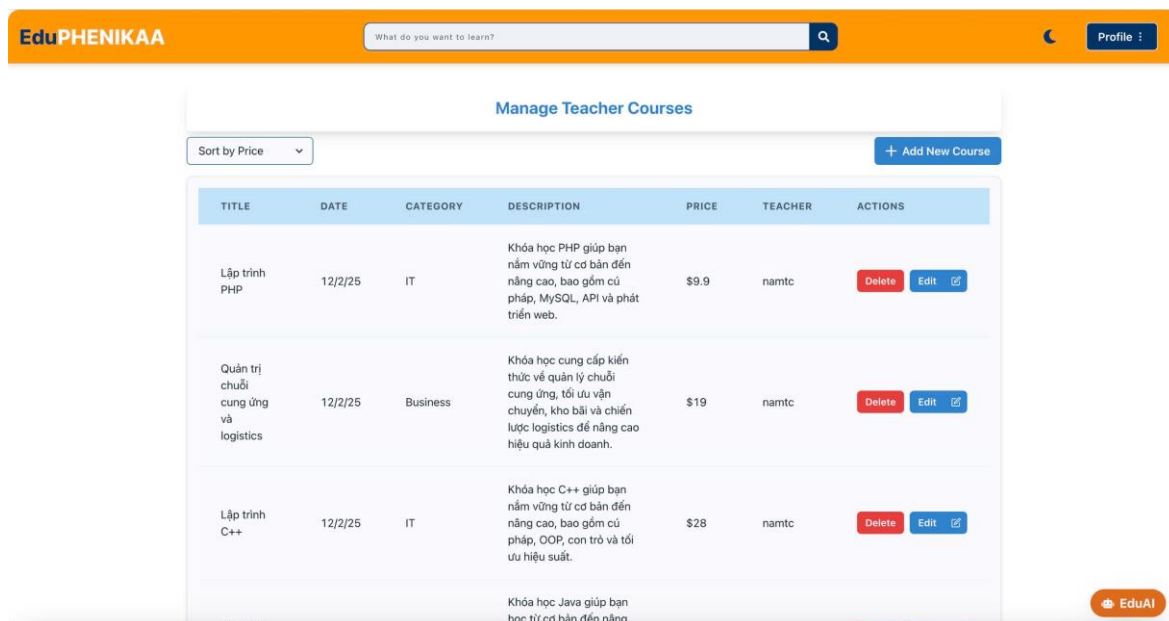 EduPHENIKAA
What do you want to learn?
Profile
Manage Teacher Courses
Sort by Price
+ Add New Course
TITLE DATE CATEGORY DESCRIPTION PRICE TEACHER ACTIONS
Lập trình
PHP
12/2/25
IT
Khóa học PHP giúp bạn
nắm vững từ cơ bản đến
nâng cao, bao gồm cú
pháp, MySQL, API và phát
triển web.
$9.9
namtc
Delete
Edit
Quản trị
chuỗi
cung ứng
và
logistics
12/2/25
Business
Khóa học cung cấp kiến
thức về quản lý chuỗi
cung ứng, tối ưu vận
chuyển, kho bãi và chiến
lược logistics để nâng cao
hiệu quả kinh doanh.
$19
namtc
Delete
Edit
Lập trình
C++
12/2/25
IT
Khóa học C++ giúp bạn
nắm vững từ cơ bản đến
nâng cao, bao gồm cú
pháp, OOP, con trỏ và tối
ưu hiệu suất.
$28
namtc
Delete
Edit
Khóa học Java giúp bạn
học từ cơ bản đến nâng
EduAI